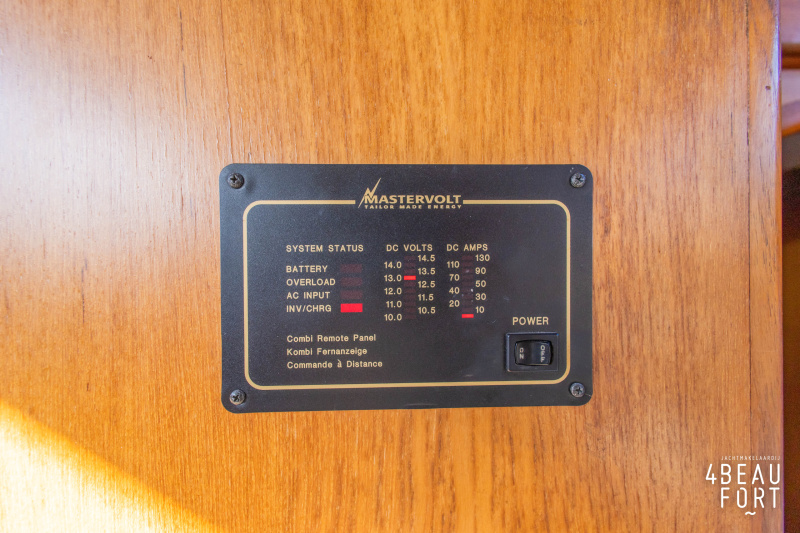 MASTERVOLT
TAILOR MADE ENERGY
SYSTEM STATUS DC VOLTS DC AMPS
14.5 130
14.0 110
BATTERY 13.5 90
13.0 70
OVERLOAD 12.5 50
AC INPUT 12.0 40
11.5 30
INV/CHRG 11.0 20
10.5 10
10.0
POWER
Combi Remote Panel
Kombi Fernanzeige
Commande à Distance
ON
JACHTMAKELAARDIJ
4BEAU
FORT